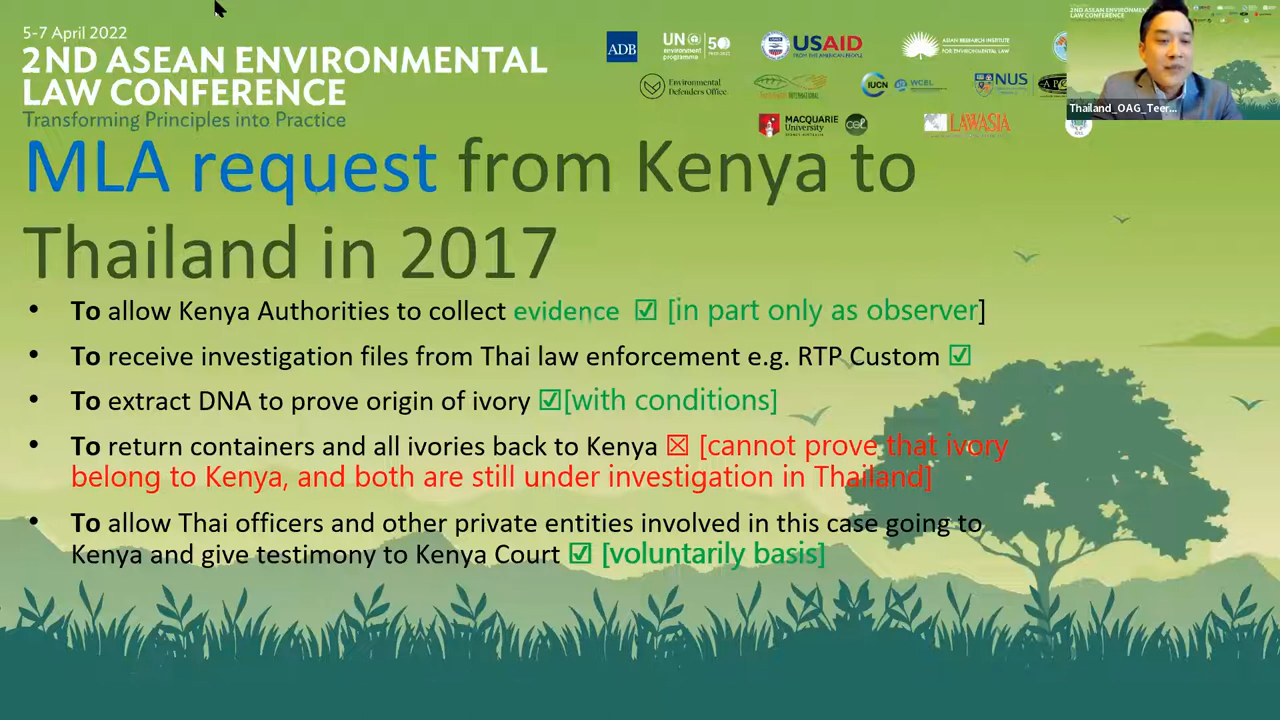 5-7 April 2022
2ND ASEAN ENVIRONMENTAL
LAW CONFERENCE
Transforming Principles into Practice
ADB
UN
environment
programme
50
USAID
FROM THE AMERICAN PEOPLE
ASIAN RESEARCH INSTITUTE
FOR ENVIRONMENTAL LAW
Environmental
Defenders Office
INTERNATIONAL
IUCN
WCEL
NUS
MACQUARIE
University
cel
LAWASIA
Thailand_OAG_Teer...
MLA request from Kenya to
Thailand in 2017
• To allow Kenya Authorities to collect evidence ☑ [in part only as observer]
• To receive investigation files from Thai law enforcement e.g. RTP Custom ☑
• To extract DNA to prove origin of ivory ☑[with conditions]
• To return containers and all ivories back to Kenya ☒ [cannot prove that ivory
belong to Kenya, and both are still under investigation in Thailand]
• To allow Thai officers and other private entities involved in this case going to
Kenya and give testimony to Kenya Court ☑ [voluntarily basis]